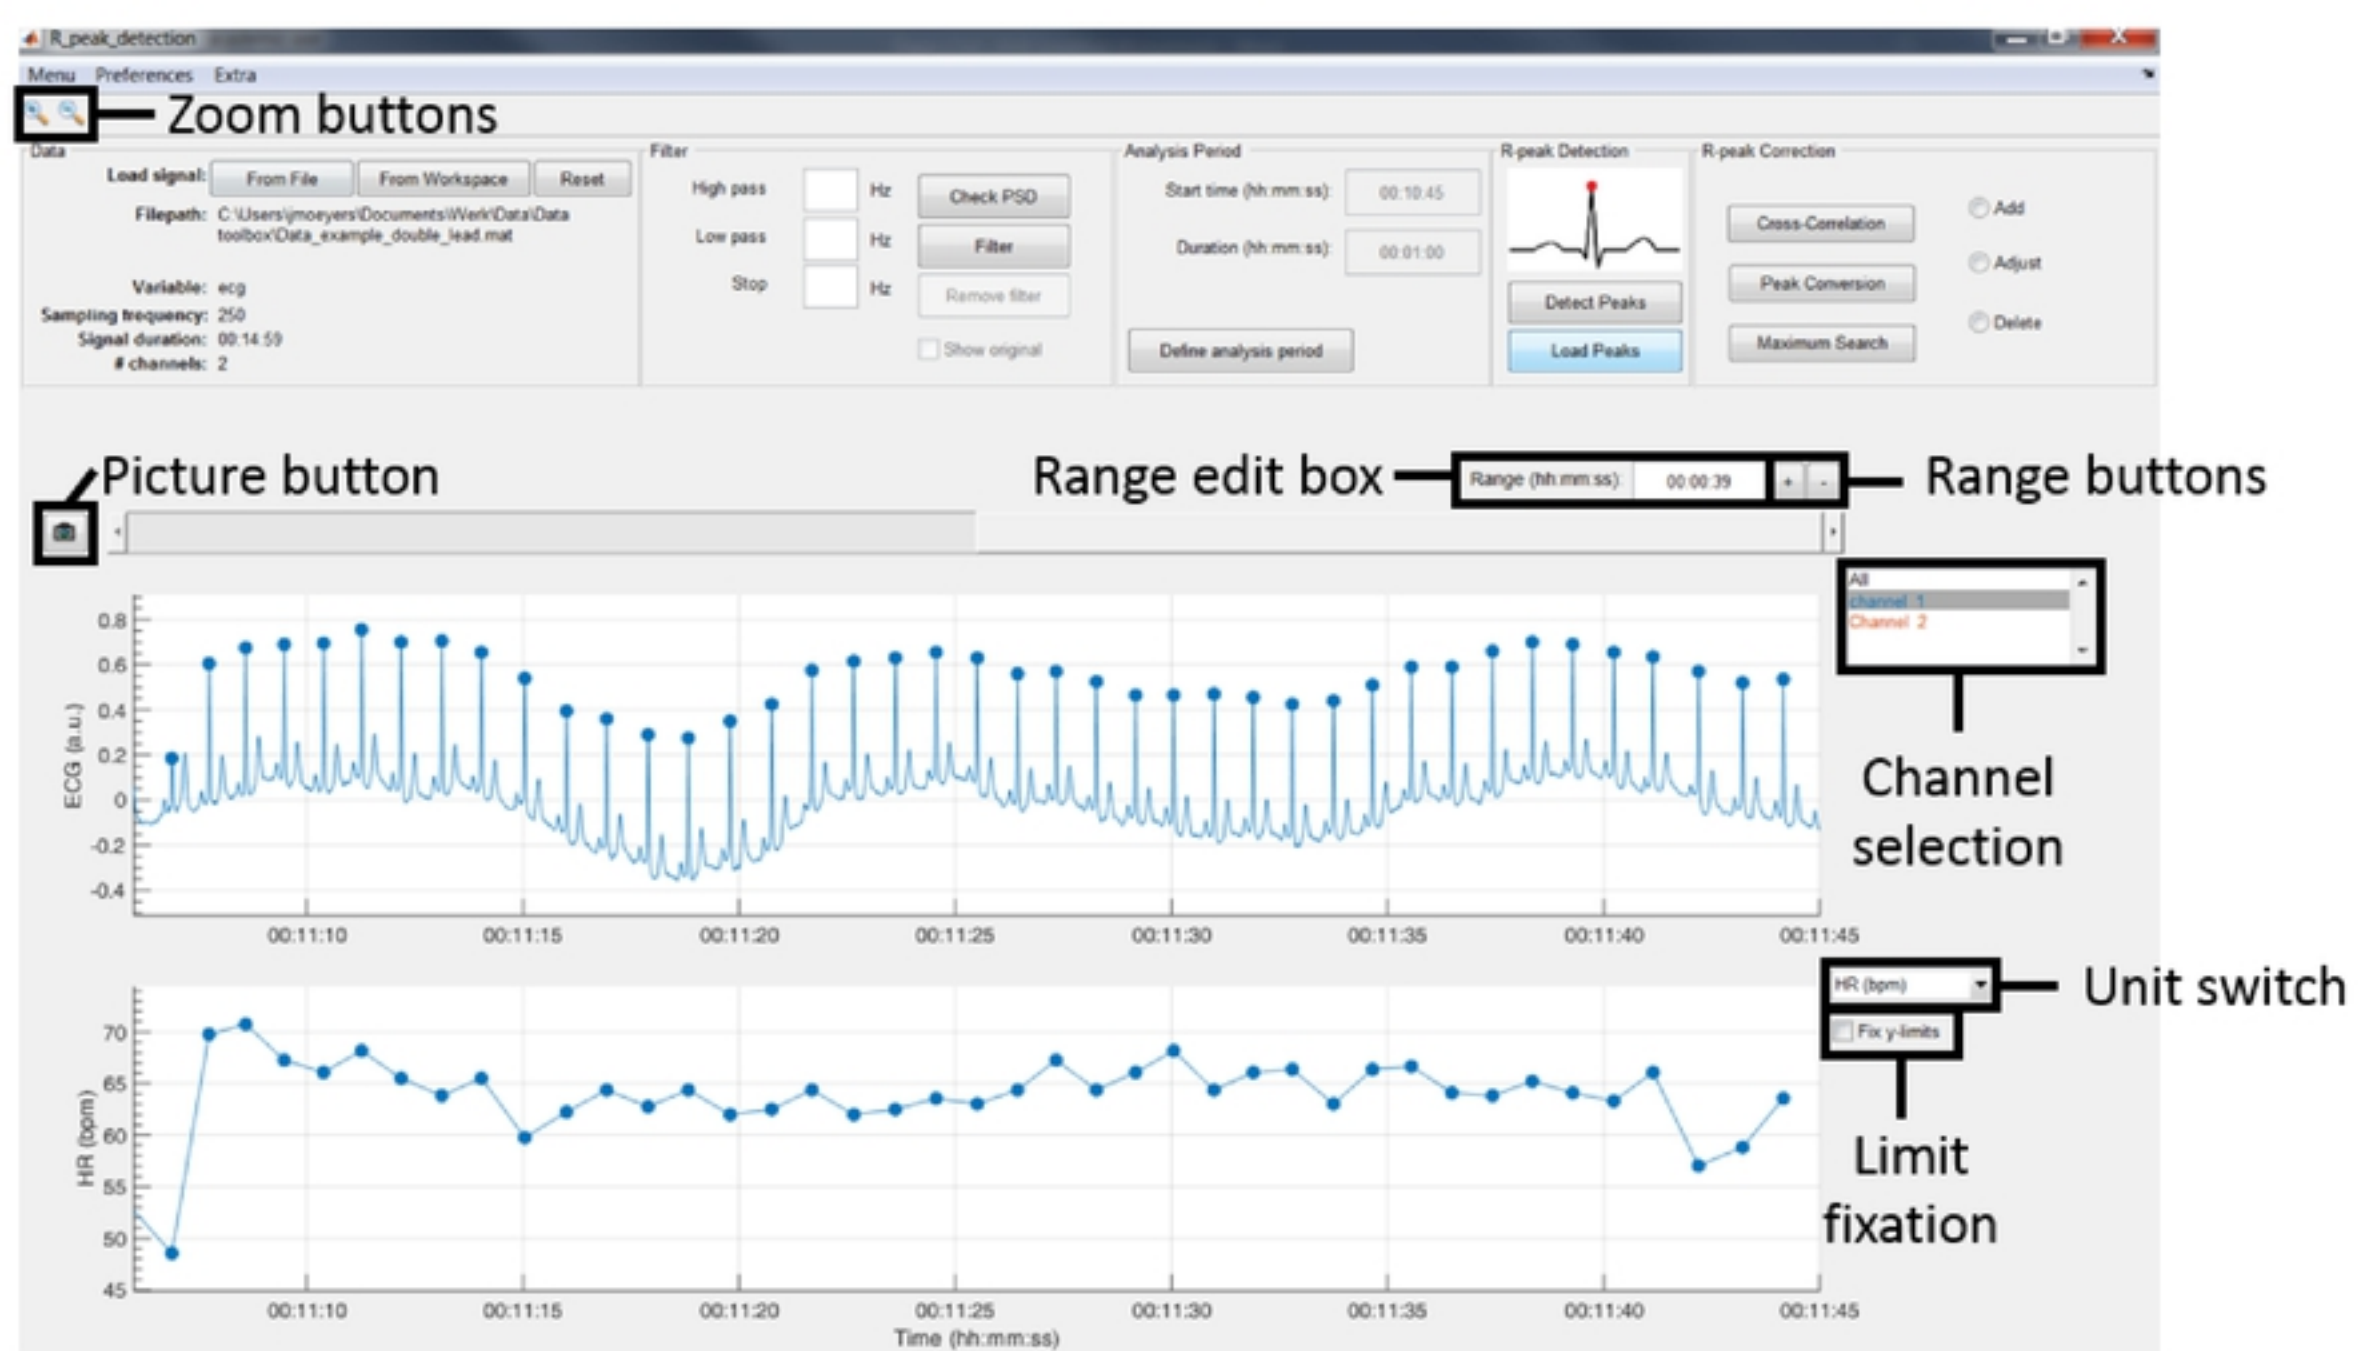 R_peak_detection
Menu Preferences Extra
Zoom buttons
Data
Load signal: From File From Workspace Reset
Filepath: C:\Users\jmoeyers\Documents\Werk\Data\Data
toolbox\Data_example_double_lead.mat
Variable: ecg
Sampling frequency: 250
Signal duration: 00:14:59
# channels: 2
Filter
High pass Hz Check PSD
Low pass Hz Filter
Stop Hz Remove filter
Show original
Analysis Period
Start time (hh:mm:ss): 00:10:45
Duration (hh:mm:ss): 00:01:00
Define analysis period
R-peak Detection
Detect Peaks
Load Peaks
R-peak Correction
Cross-Correlation Add
Peak Conversion Adjust
Maximum Search Delete
Picture button
Range edit box
Range (hh:mm:ss): 00:00:39 + -
Range buttons
All
channel 1
Channel 2
Channel
selection
ECG (a.u.)
0.8
0.6
0.4
0.2
0
-0.2
-0.4
00:11:10 00:11:15 00:11:20 00:11:25 00:11:30 00:11:35 00:11:40 00:11:45
HR (bpm)
Unit switch
Fix y-limits
Limit
fixation
HR (bpm)
70
65
60
55
50
45
00:11:10 00:11:15 00:11:20 00:11:25 00:11:30 00:11:35 00:11:40 00:11:45
Time (hh:mm:ss)